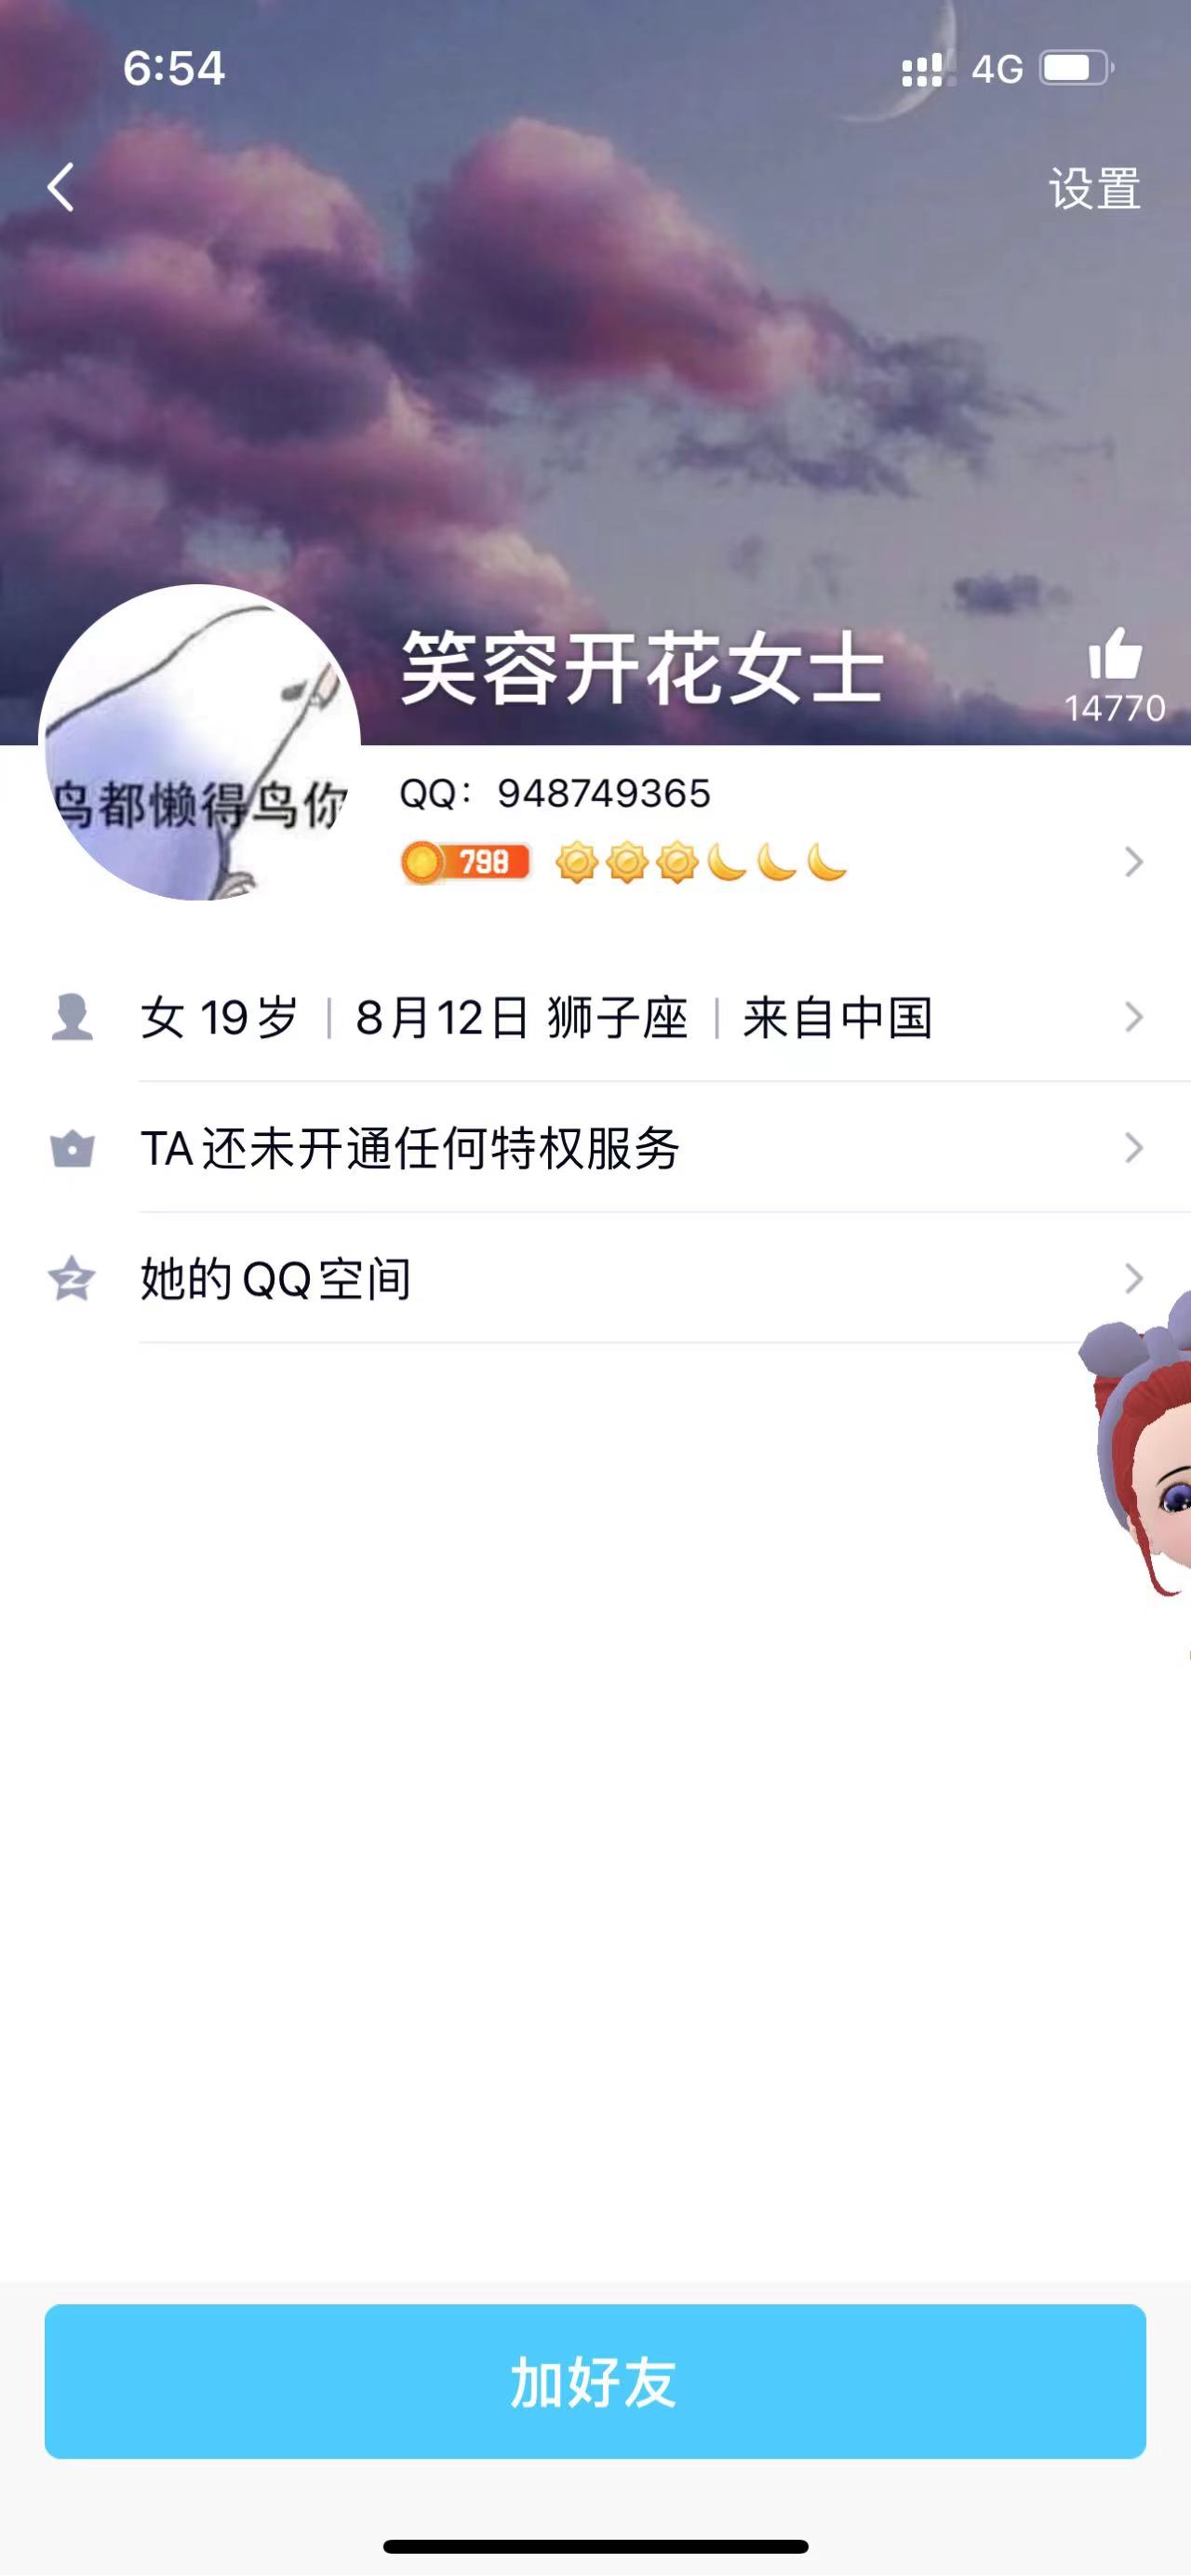 6:54
4G
设置
笑容开花女士
14770
鸟都懒得鸟你
QQ：948749365
798
女 19岁｜8月12日 狮子座｜来自中国
TA还未开通任何特权服务
她的QQ空间
加好友